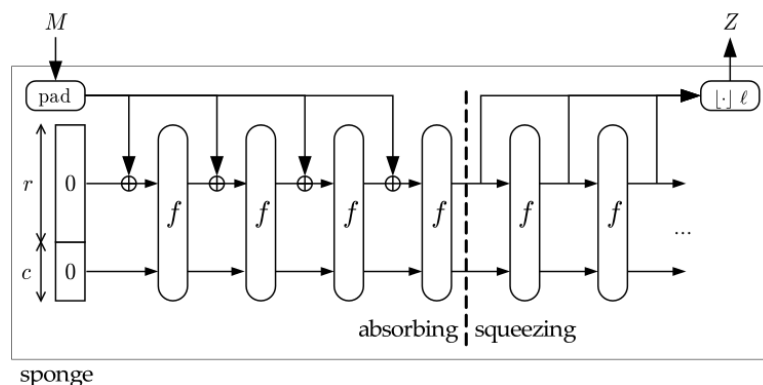 M Z
pad ⌊·⌋ ℓ
r 0
f f f f f f
c 0
...
absorbing squeezing
sponge